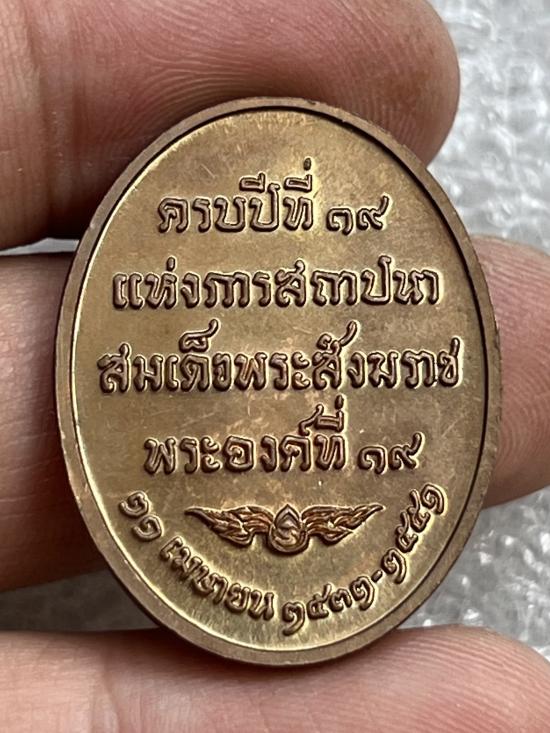 ครบปีที่ ๑๙
แห่งการสถาปนา
สมเด็จพระสังฆราช
พระองค์ที่ ๑๙
๒๑ เมษายน ๒๕๓๒-๒๕๕๑